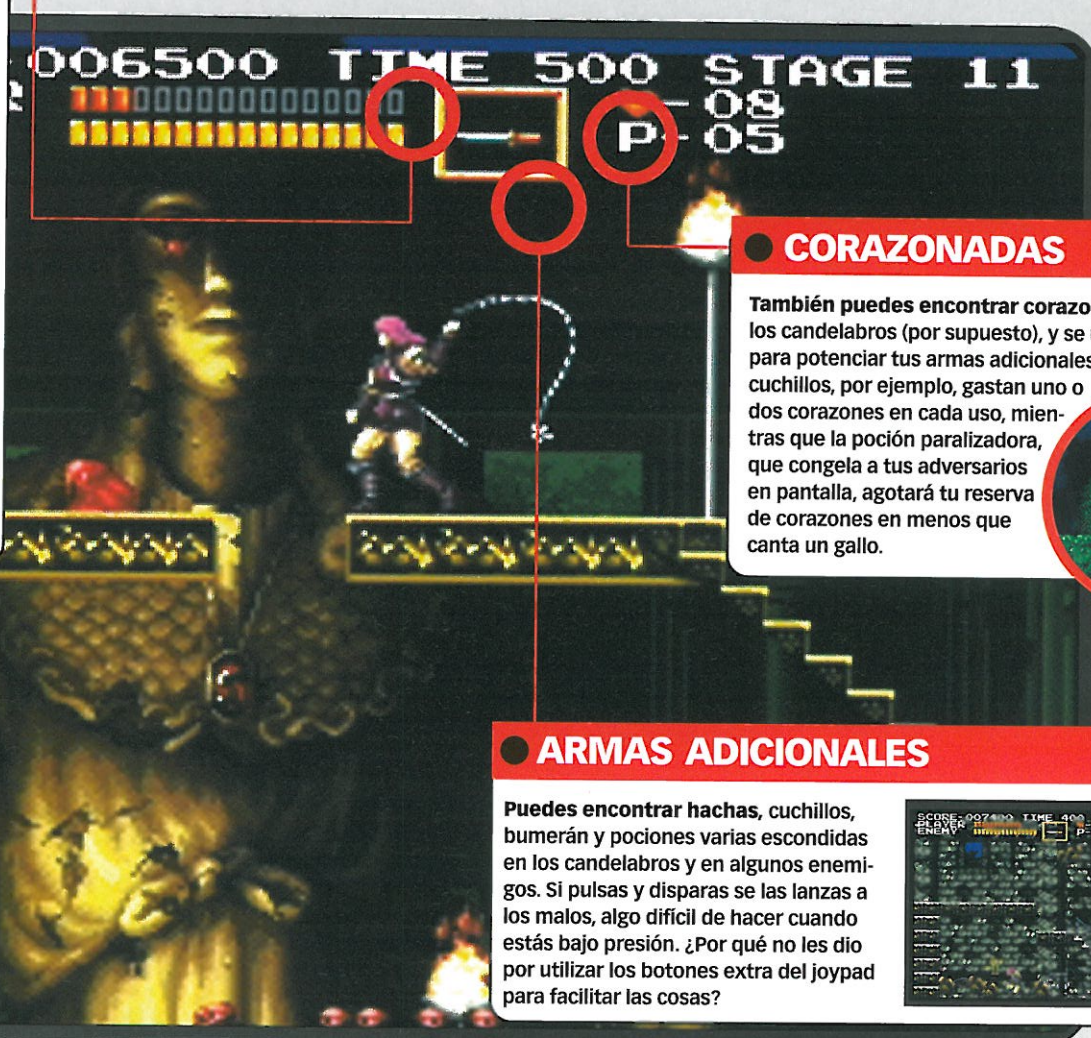 006500 TIME 500 STAGE 11
-08
P-05
CORAZONADAS
También puedes encontrar corazo
los candelabros (por supuesto), y se
para potenciar tus armas adicionales
cuchillos, por ejemplo, gastan uno o
dos corazones en cada uso, mien-
tras que la poción paralizadora,
que congela a tus adversarios
en pantalla, agotará tu reserva
de corazones en menos que
canta un gallo.
ARMAS ADICIONALES
Puedes encontrar hachas, cuchillos,
bumerán y pociones varias escondidas
en los candelabros y en algunos enemi-
gos. Si pulsas y disparas se las lanzas a
los malos, algo difícil de hacer cuando
estás bajo presión. ¿Por qué no les dio
por utilizar los botones extra del joypad
para facilitar las cosas?
SCORE-007400 TIME 400
PLAYER
ENEMY P-